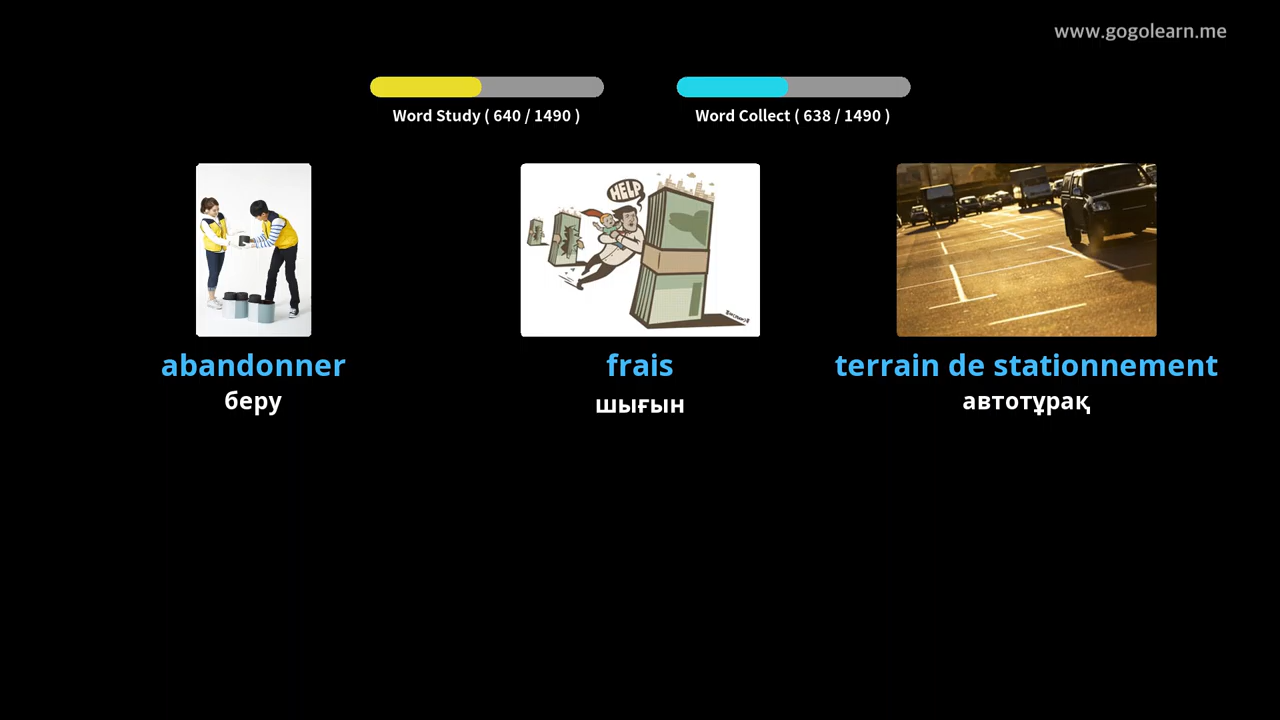 www.gogolearn.me
Word Study ( 640 / 1490 )
Word Collect ( 638 / 1490 )
HELP
abandonner
беру
frais
шығын
terrain de stationnement
автотұрақ